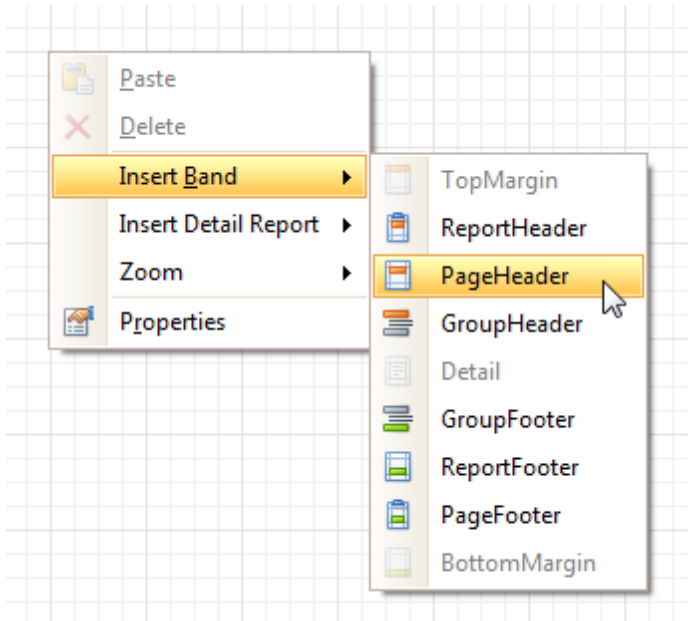 Paste
Delete
Insert Band
Insert Detail Report
Zoom
Properties
TopMargin
ReportHeader
PageHeader
GroupHeader
Detail
GroupFooter
ReportFooter
PageFooter
BottomMargin